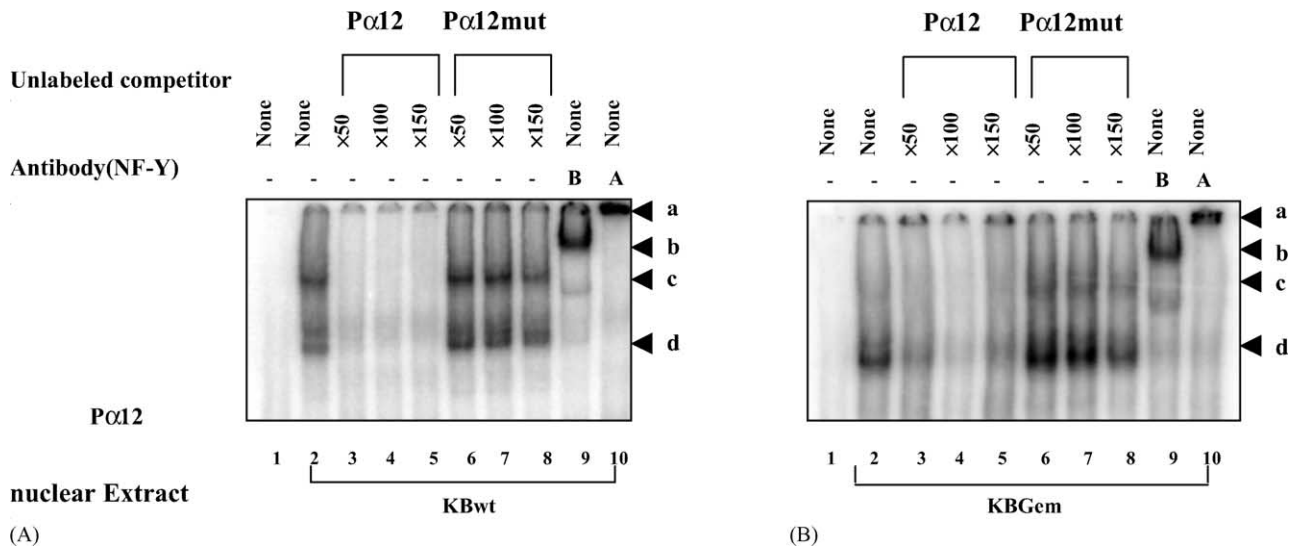 Pα12 Pα12mut
Unlabeled competitor
None None ×50 ×100 ×150 ×50 ×100 ×150 None None
Antibody(NF-Y)
- - - - - - - - B A
a
b
c
d
Pα12
1 2 3 4 5 6 7 8 9 10
nuclear Extract
KBwt
(A)
Pα12 Pα12mut
None None ×50 ×100 ×150 ×50 ×100 ×150 None None
- - - - - - - - B A
a
b
c
d
1 2 3 4 5 6 7 8 9 10
KBGem
(B)